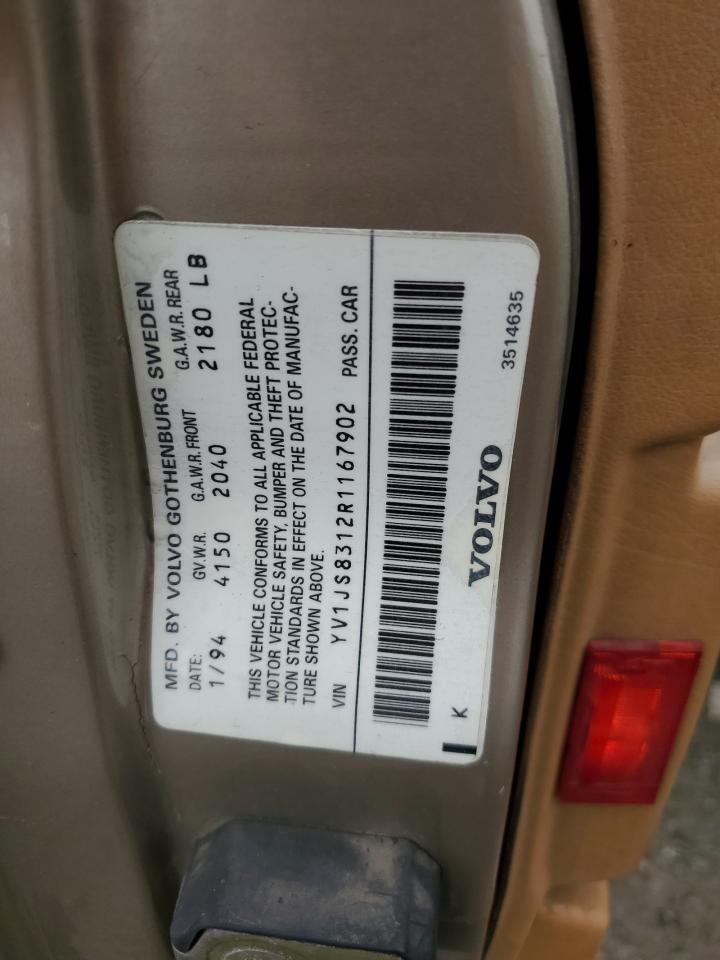 MFD. BY VOLVO GOTHENBURG SWEDEN
DATE: GV.W.R. G.A.W.R. FRONT G.A.W.R. REAR
1/94 4150 2040 2180 LB
THIS VEHICLE CONFORMS TO ALL APPLICABLE FEDERAL
MOTOR VEHICLE SAFETY, BUMPER AND THEFT PROTEC-
TION STANDARDS IN EFFECT ON THE DATE OF MANUFAC-
TURE SHOWN ABOVE.
VIN YV1JS8312R1167902 PASS. CAR
K VOLVO 3514635